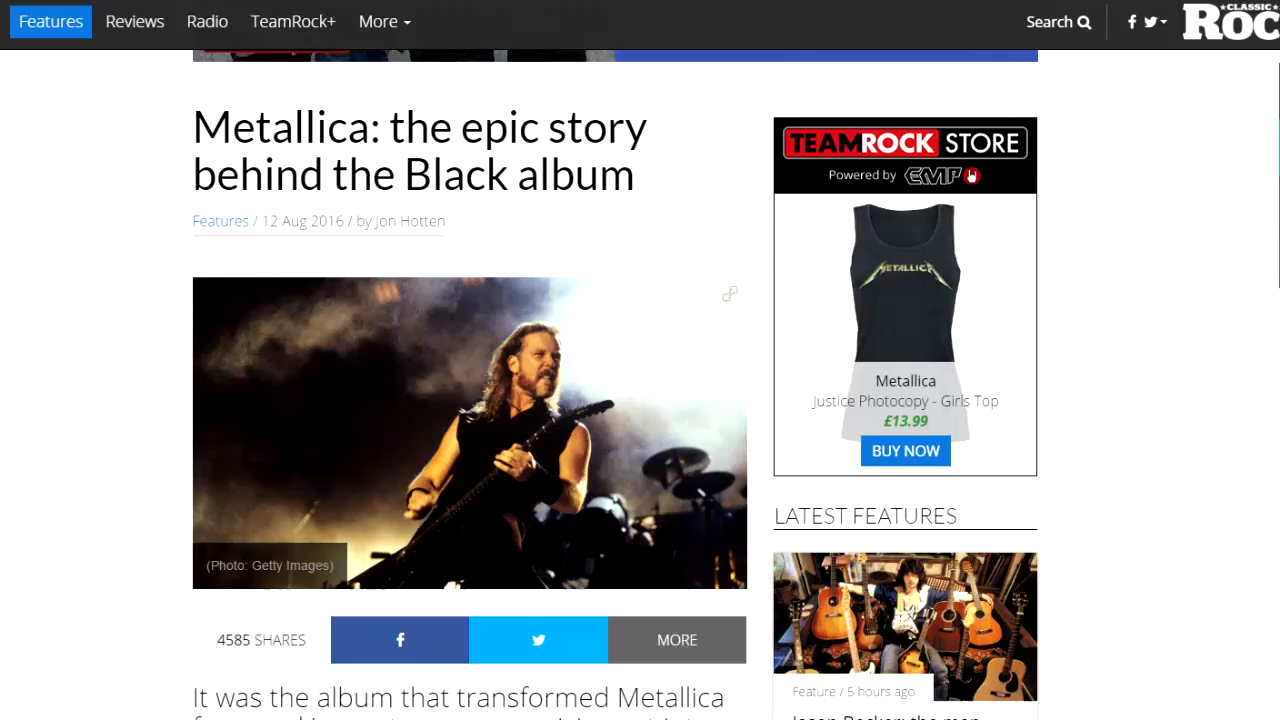 Features Reviews Radio TeamRock+ More Search
CLASSIC
Metallica: the epic story
behind the Black album
Features / 12 Aug 2016 / by Jon Hotten
(Photo: Getty Images)
4585 SHARES MORE
It was the album that transformed Metallica
TEAMROCK STORE
Powered by EMP
METALLICA
Metallica
Justice Photocopy - Girls Top
£13.99
BUY NOW
LATEST FEATURES
Feature / 5 hours ago